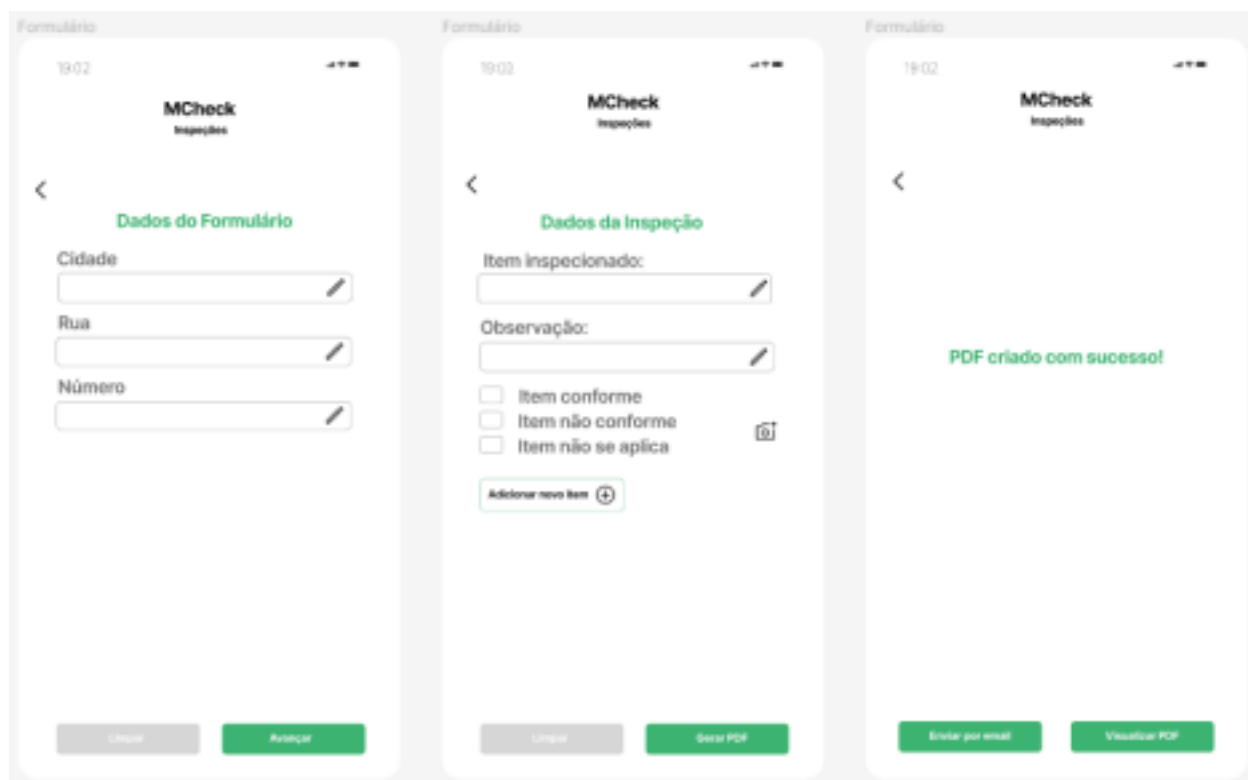 Formulário
19:02
MCheck
Inspeções
Dados do Formulário
Cidade
Rua
Número
Limpar
Avançar
Formulário
19:02
MCheck
Inspeções
Dados da Inspeção
Item inspecionado:
Observação:
Item conforme
Item não conforme
Item não se aplica
Adicionar novo item
Limpar
Gerar PDF
Formulário
19:02
MCheck
Inspeções
PDF criado com sucesso!
Enviar por email
Visualizar PDF